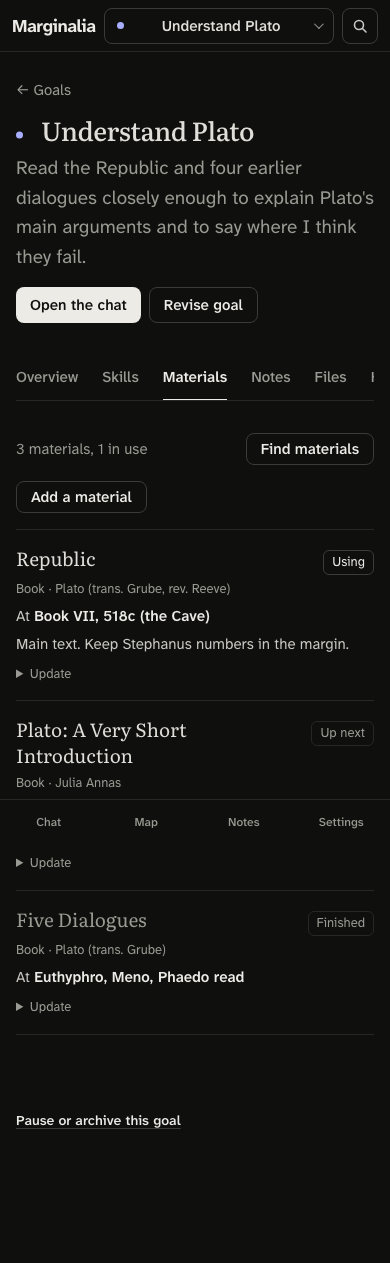 Marginalia
Understand Plato
← Goals
Understand Plato
Read the Republic and four earlier
dialogues closely enough to explain Plato's
main arguments and to say where I think
they fail.
Open the chat
Revise goal
Overview
Skills
Materials
Notes
Files
3 materials, 1 in use
Find materials
Add a material
Republic
Using
Book · Plato (trans. Grube, rev. Reeve)
At Book VII, 518c (the Cave)
Main text. Keep Stephanus numbers in the margin.
Update
Plato: A Very Short
Introduction
Up next
Book · Julia Annas
Chat
Map
Notes
Settings
Update
Five Dialogues
Finished
Book · Plato (trans. Grube)
At Euthyphro, Meno, Phaedo read
Update
Pause or archive this goal